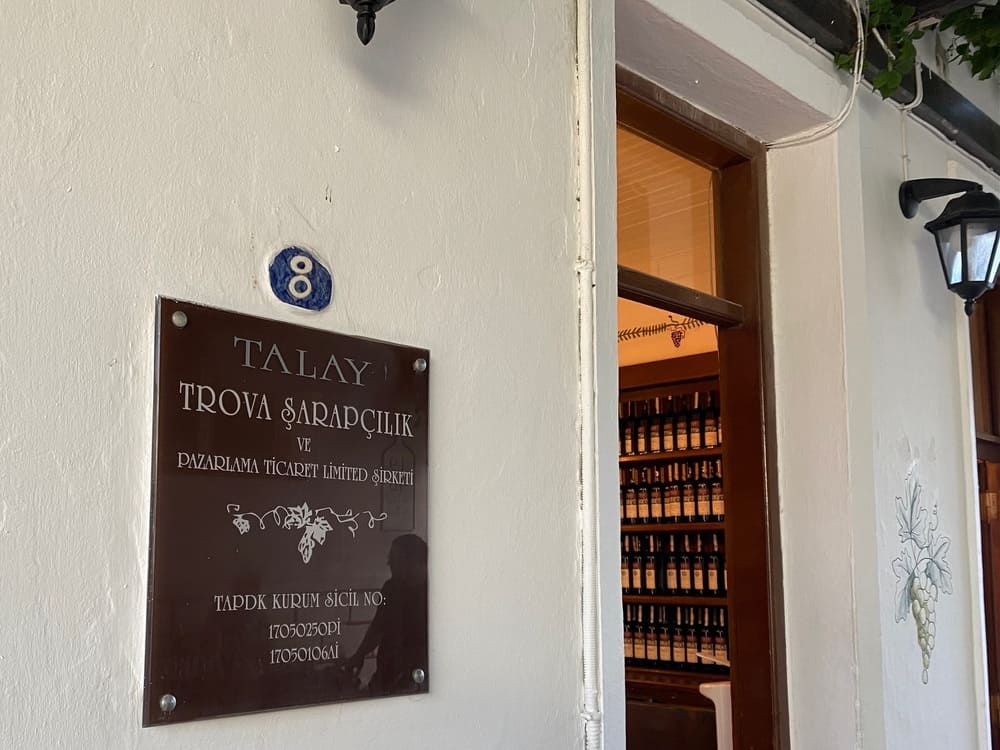 8
TALAY
TROVA ŞARAPÇILIK
VE
PAZARLAMA TİCARET LİMİTED ŞİRKETİ
TAPDK KURUM SİCİL NO:
17050250Pİ
17050106Aİ